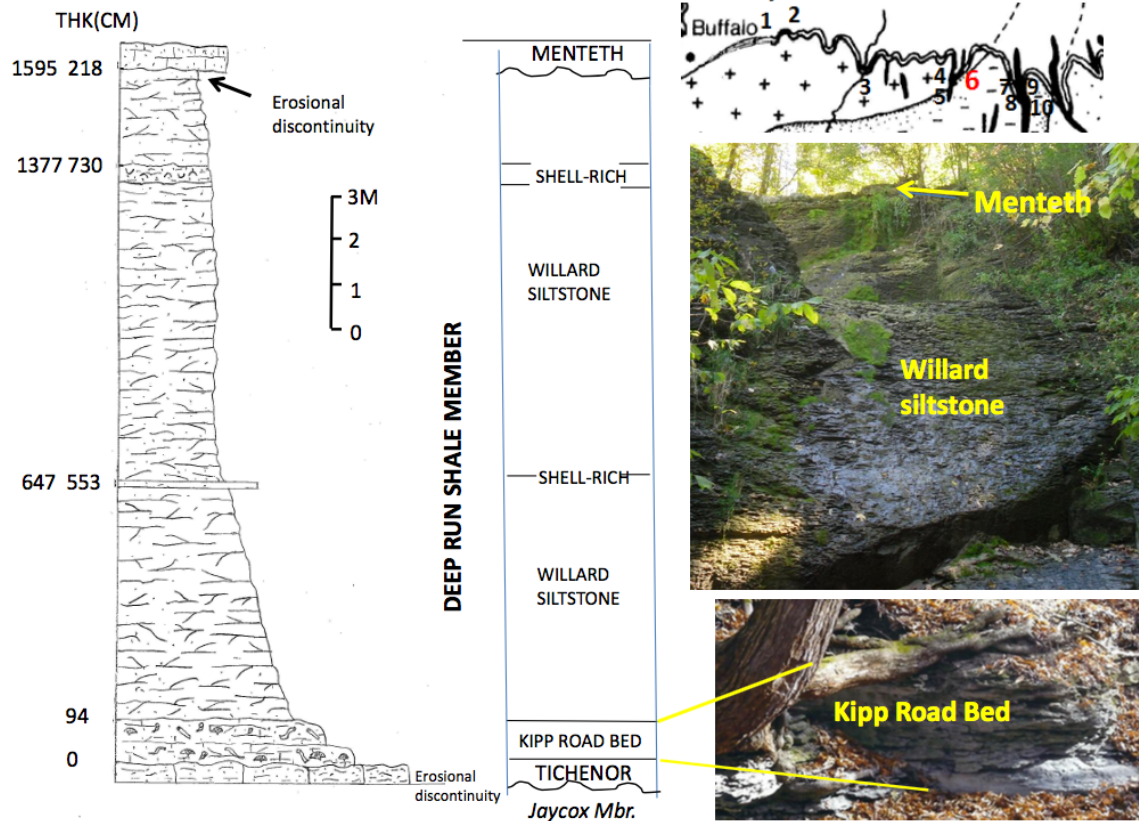 THK(CM)
1595 218
Erosional
discontinuity
1377 730
3M
2
1
0
647 553
94
0
Erosional
discontinuity
DEEP RUN SHALE MEMBER
MENTETH
SHELL-RICH
WILLARD
SILTSTONE
SHELL-RICH
WILLARD
SILTSTONE
KIPP ROAD BED
TICHENOR
Jaycox Mbr.
Buffalo 1 2
3
4
5
6
7 9
8 10
Menteth
Willard
siltstone
Kipp Road Bed